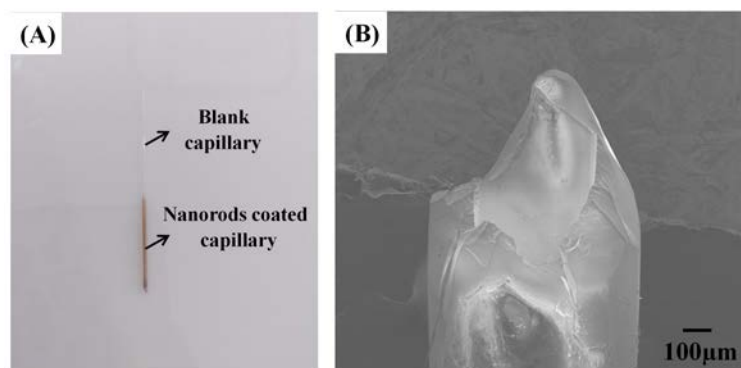 (A)
Blank
capillary
Nanorods coated
capillary
(B)
100μm